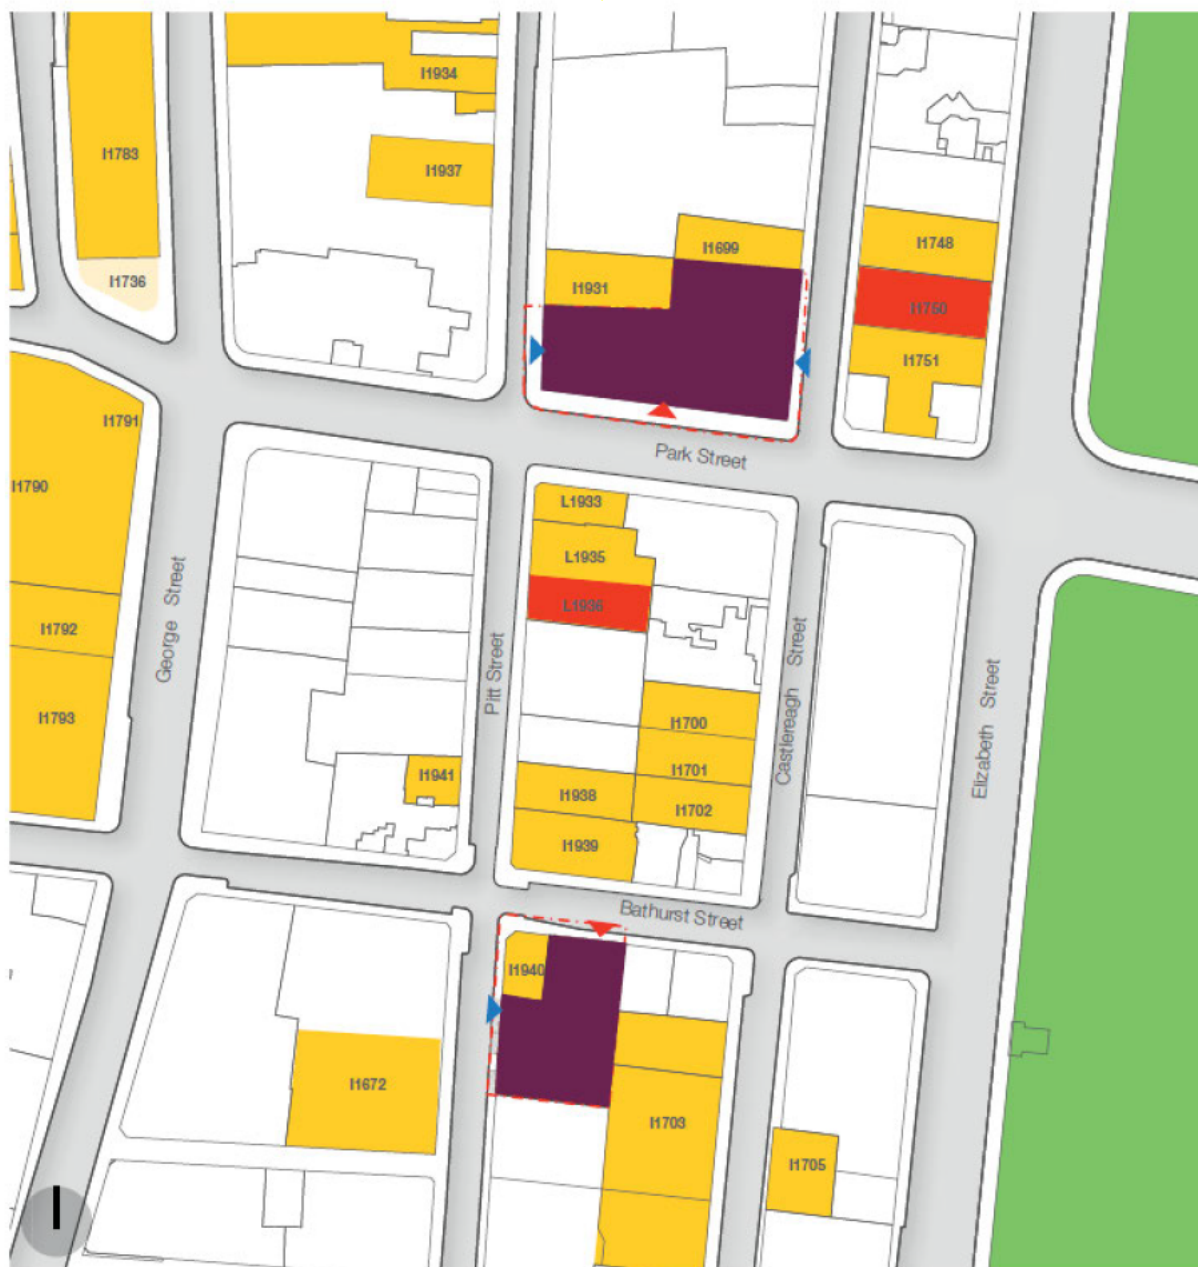 I1934
I1783
I1937
I1699
I1748
I1736
I1931
I1750
I1751
I1791
Park Street
I1790
L1933
L1935
L1936
I1792
George Street
Pitt Street
Castlereagh Street
Elizabeth Street
I1793
I1700
I1701
I1941
I1938
I1702
I1939
Bathurst Street
I1940
I1672
I1703
I1705